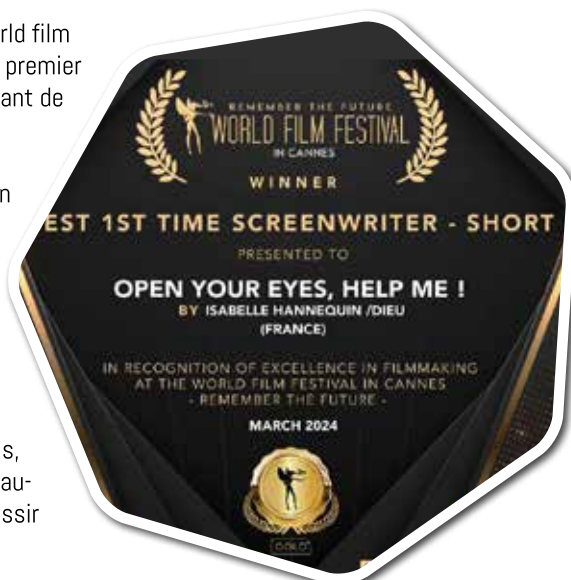 rld film
premier
ant de
n
REMEMBER THE FUTURE
WORLD FILM FESTIVAL
IN CANNES
WINNER
EST 1ST TIME SCREENWRITER - SHORT
PRESENTED TO
OPEN YOUR EYES, HELP ME !
BY ISABELLE HANNEQUIN /DIEU
(FRANCE)
IN RECOGNITION OF EXCELLENCE IN FILMMAKING
AT THE WORLD FILM FESTIVAL IN CANNES
- REMEMBER THE FUTURE -
MARCH 2024
s,
au-
ssir
GOLD